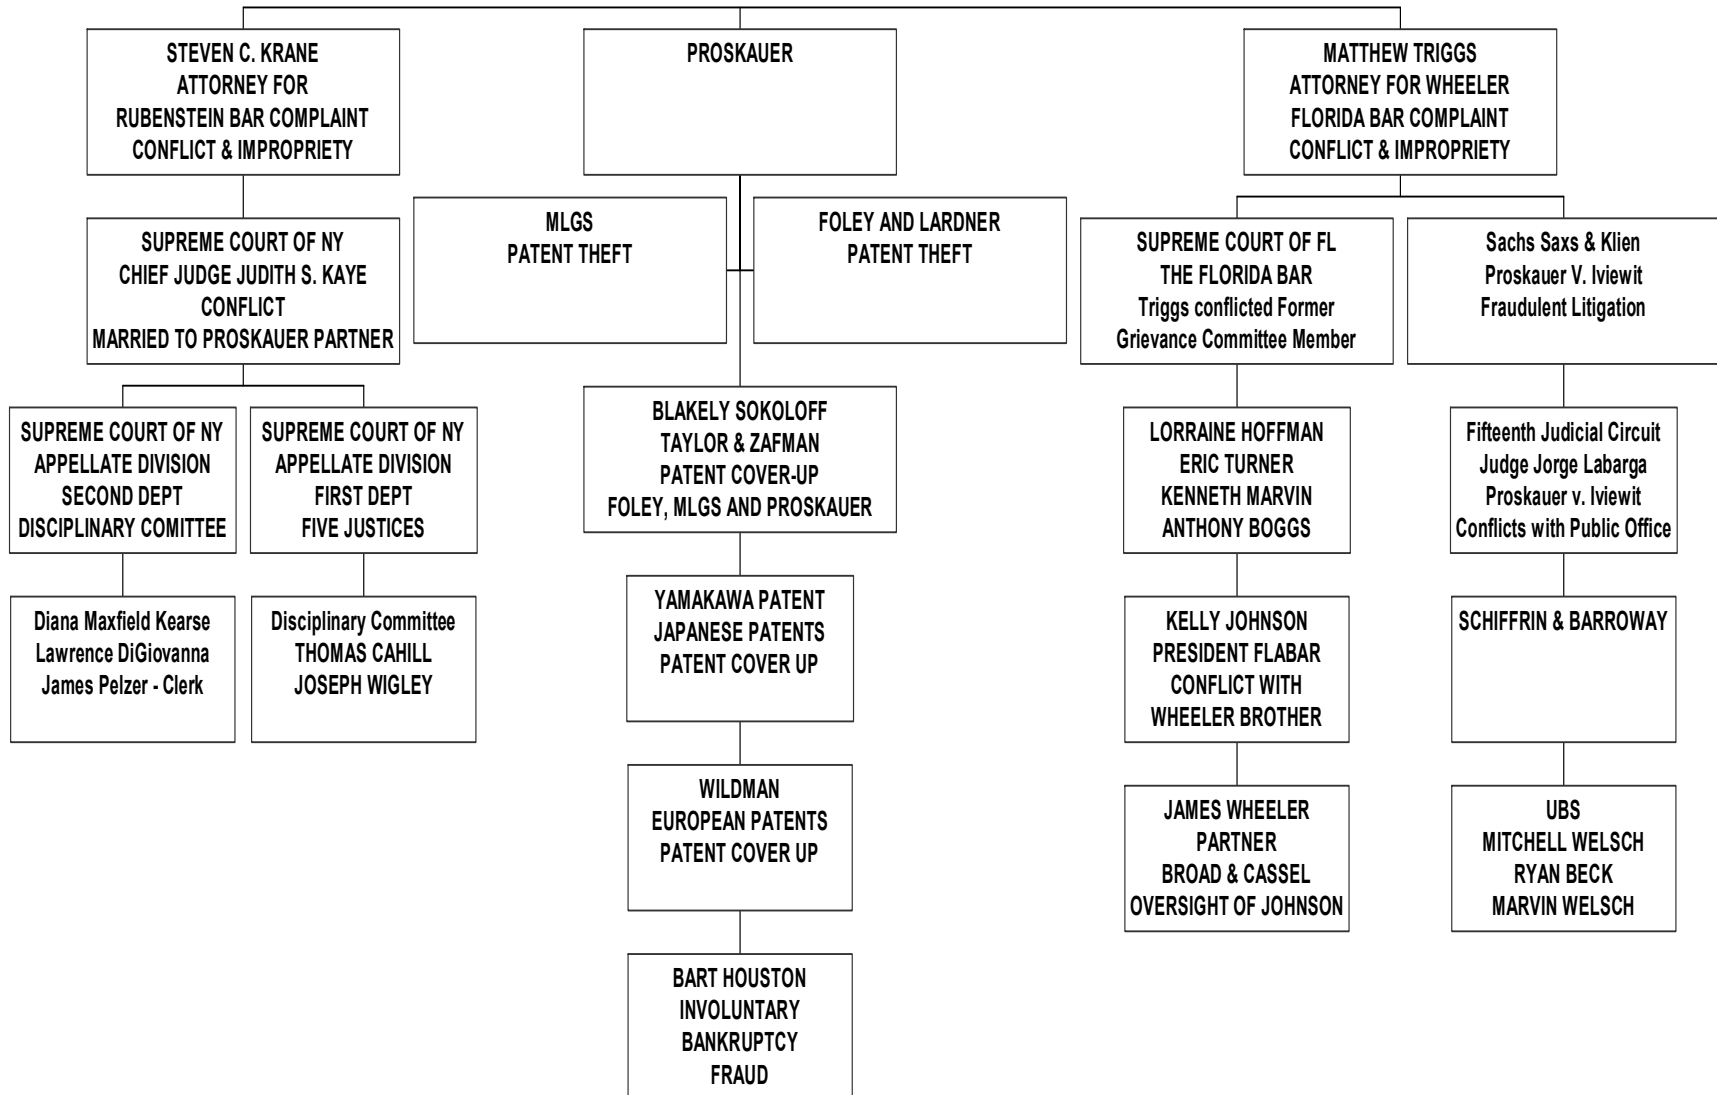 STEVEN C. KRANE
ATTORNEY FOR
RUBENSTEIN BAR COMPLAINT
CONFLICT & IMPROPRIETY
PROSKAUER
MATTHEW TRIGGS
ATTORNEY FOR WHEELER
FLORIDA BAR COMPLAINT
CONFLICT & IMPROPRIETY
MLGS
PATENT THEFT
FOLEY AND LARDNER
PATENT THEFT
SUPREME COURT OF NY
CHIEF JUDGE JUDITH S. KAYE
CONFLICT
MARRIED TO PROSKAUER PARTNER
SUPREME COURT OF FL
THE FLORIDA BAR
Triggs conflicted Former
Grievance Committee Member
Sachs Saxs & Klien
Proskauer V. Iviewit
Fraudulent Litigation
SUPREME COURT OF NY
APPELLATE DIVISION
SECOND DEPT
DISCIPLINARY COMITTEE
SUPREME COURT OF NY
APPELLATE DIVISION
FIRST DEPT
FIVE JUSTICES
BLAKELY SOKOLOFF
TAYLOR & ZAFMAN
PATENT COVER-UP
FOLEY, MLGS AND PROSKAUER
LORRAINE HOFFMAN
ERIC TURNER
KENNETH MARVIN
ANTHONY BOGGS
Fifteenth Judicial Circuit
Judge Jorge Labarga
Proskauer v. Iviewit
Conflicts with Public Office
Diana Maxfield Kearse
Lawrence DiGiovanna
James Pelzer - Clerk
Disciplinary Committee
THOMAS CAHILL
JOSEPH WIGLEY
YAMAKAWA PATENT
JAPANESE PATENTS
PATENT COVER UP
KELLY JOHNSON
PRESIDENT FLABAR
CONFLICT WITH
WHEELER BROTHER
SCHIFFRIN & BARROWAY
WILDMAN
EUROPEAN PATENTS
PATENT COVER UP
JAMES WHEELER
PARTNER
BROAD & CASSEL
OVERSIGHT OF JOHNSON
UBS
MITCHELL WELSCH
RYAN BECK
MARVIN WELSCH
BART HOUSTON
INVOLUNTARY
BANKRUPTCY
FRAUD